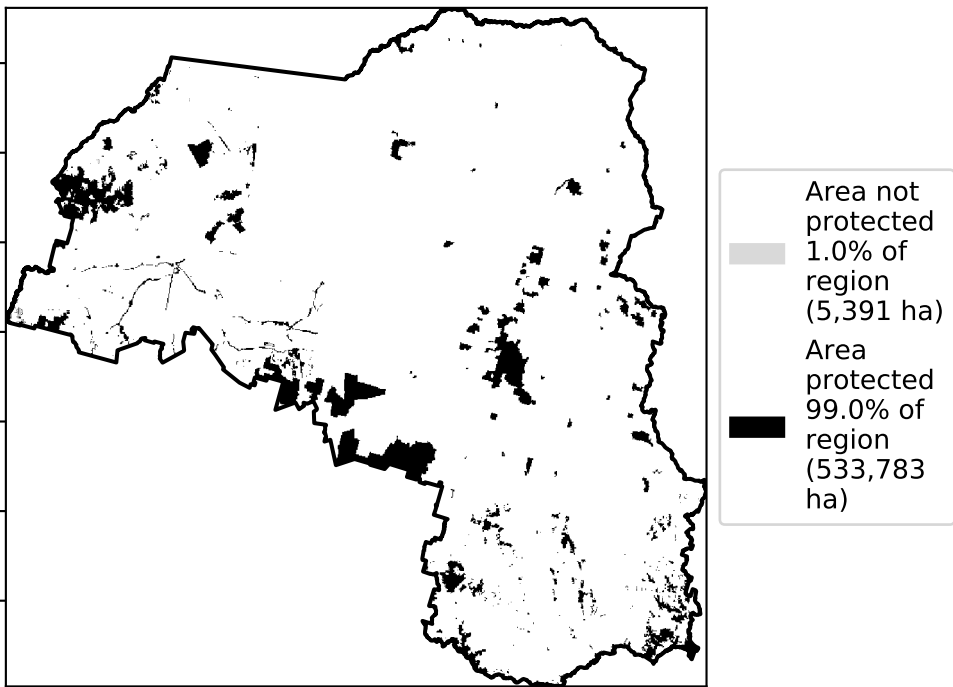 Area not
protected
1.0% of
region
(5,391 ha)
Area
protected
99.0% of
region
(533,783
ha)